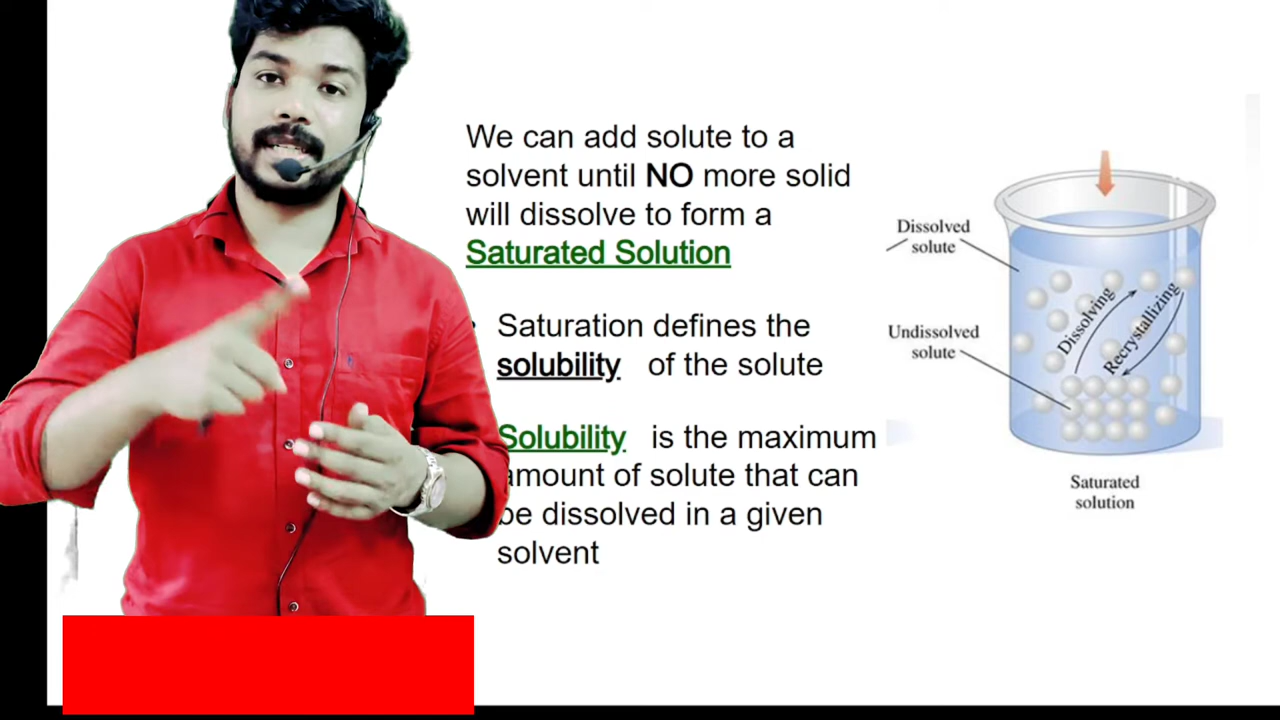 We can add solute to a
solvent until NO more solid
will dissolve to form a
Saturated Solution
Saturation defines the
solubility of the solute
Solubility is the maximum
amount of solute that can
be dissolved in a given
solvent
Dissolved
solute
Undissolved
solute
Dissolving
Recrystallizing
Saturated
solution